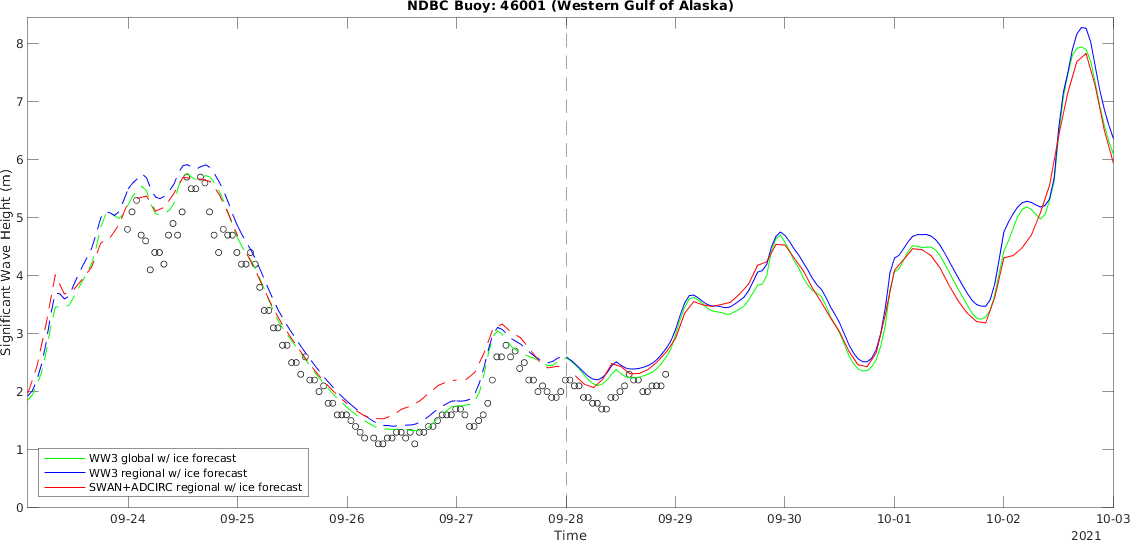 NDBC Buoy: 46001 (Western Gulf of Alaska)
Significant Wave Height (m)
8
7
6
5
4
3
2
1
0
WW3 global w/ ice forecast
WW3 regional w/ ice forecast
SWAN+ADCIRC regional w/ ice forecast
09-24 09-25 09-26 09-27 09-28 09-29 09-30 10-01 10-02 10-03
Time
2021